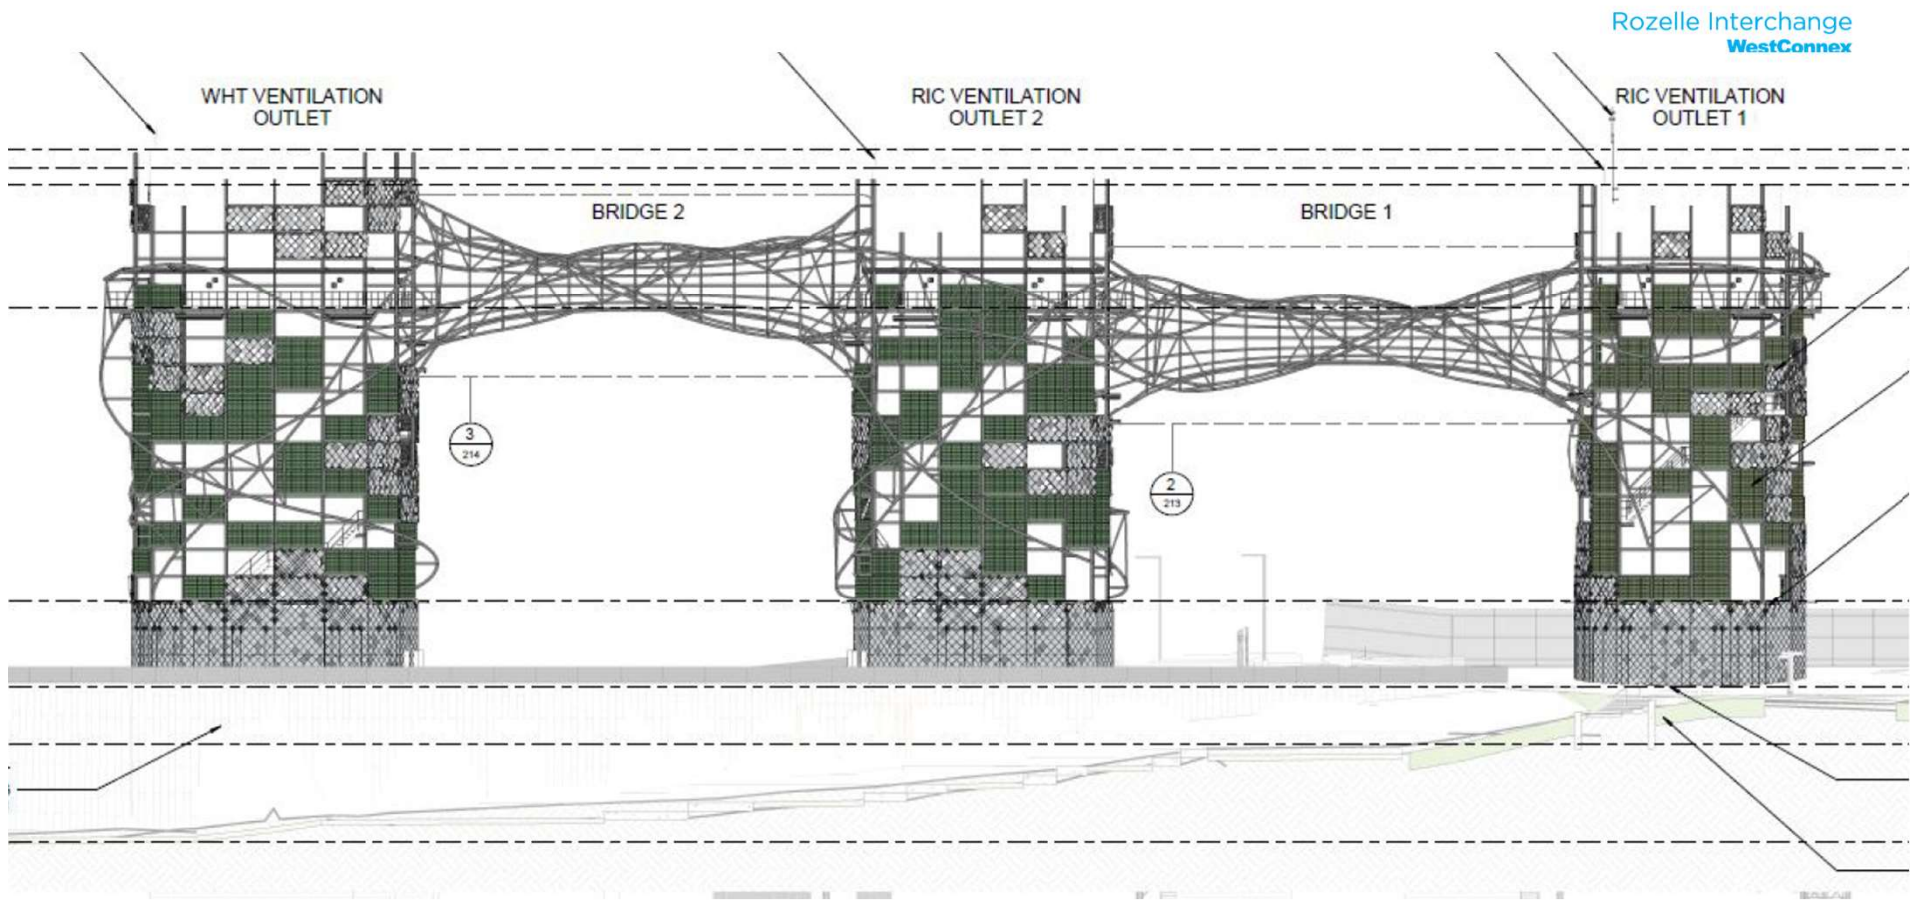 Rozelle Interchange
WestConnex
WHT VENTILATION
OUTLET
RIC VENTILATION
OUTLET 2
RIC VENTILATION
OUTLET 1
BRIDGE 2
BRIDGE 1
3
214
2
213